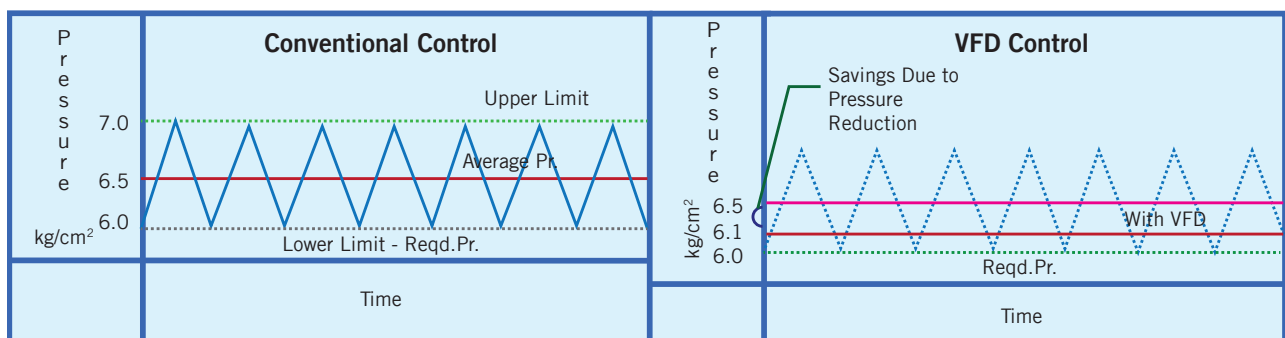 Pressure
Conventional Control
Upper Limit
7.0
Average Pr.
6.5
6.0
kg/cm²
Lower Limit - Reqd.Pr.
Time
Pressure
VFD Control
Savings Due to
Pressure
Reduction
6.5
With VFD
6.1
6.0
kg/cm²
Reqd.Pr.
Time